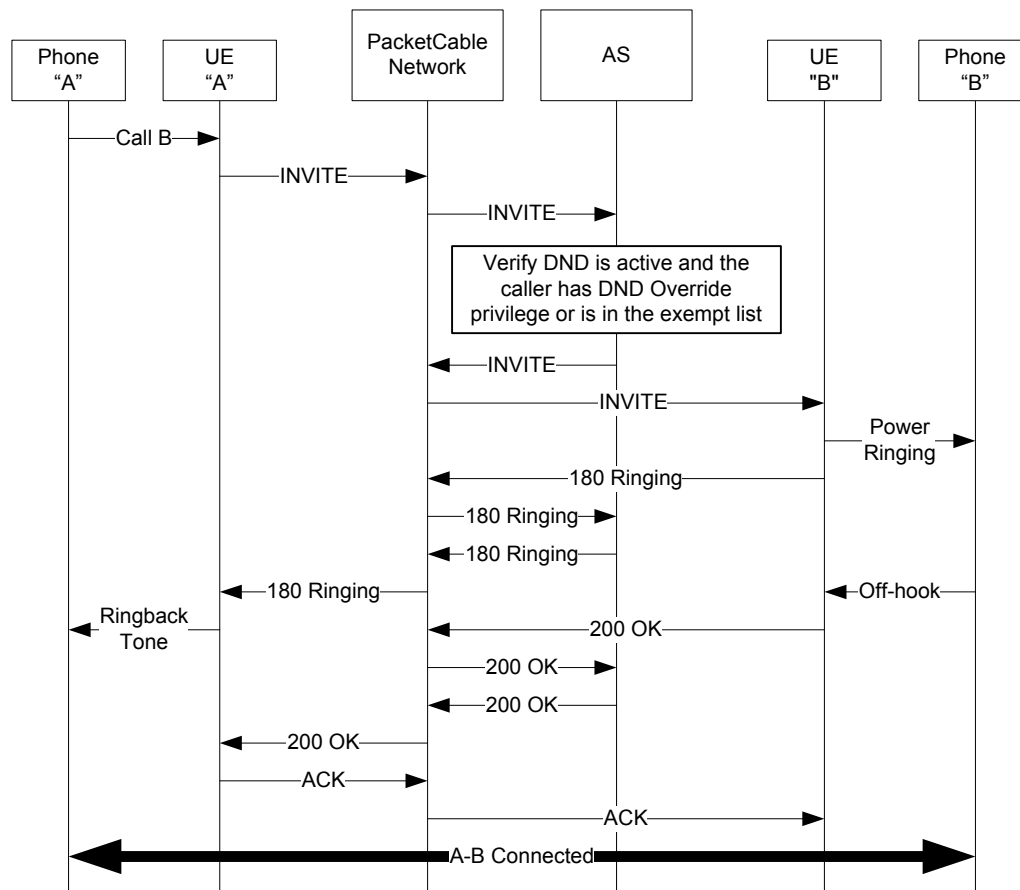 Phone
“A”
UE
“A”
PacketCable
Network
AS
UE
"B"
Phone
“B”
Call B
INVITE
INVITE
Verify DND is active and the
caller has DND Override
privilege or is in the exempt list
INVITE
INVITE
Power
Ringing
180 Ringing
180 Ringing
180 Ringing
180 Ringing
Off-hook
Ringback
Tone
200 OK
200 OK
200 OK
200 OK
ACK
ACK
A-B Connected